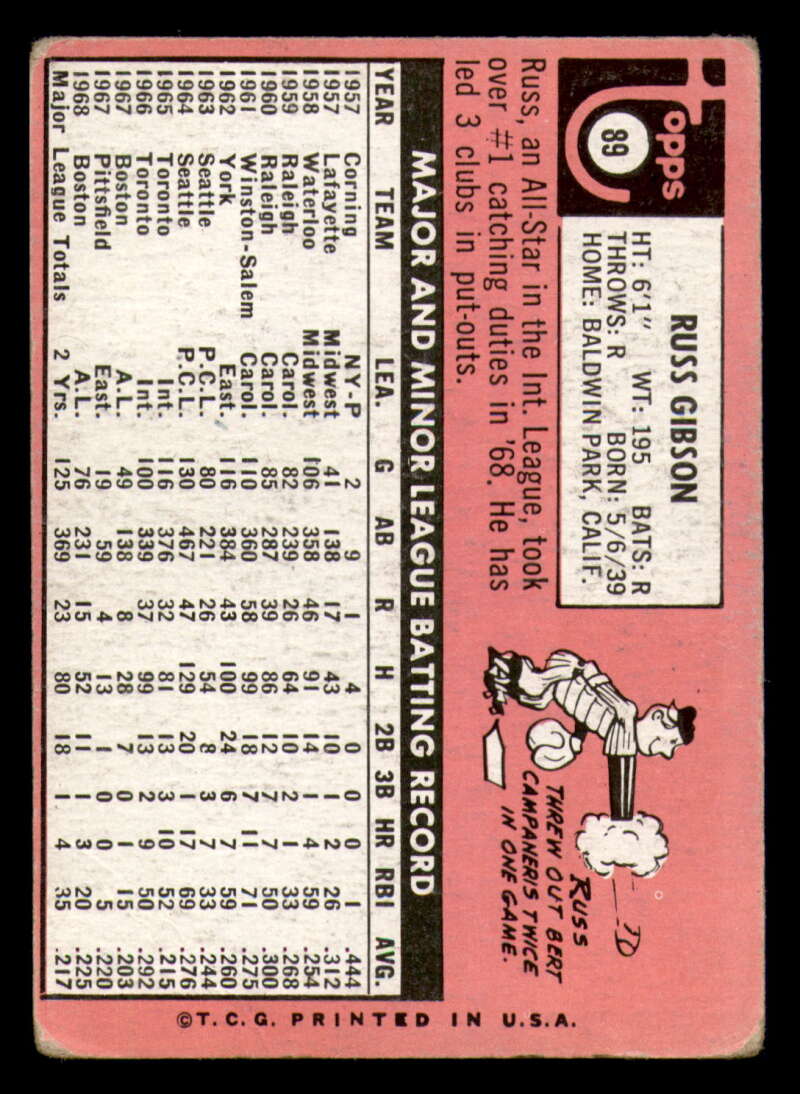 Topps
89
RUSS GIBSON
HT: 6'1" WT: 195 BATS: R
THROWS: R BORN: 5/6/39
HOME: BALDWIN PARK, CALIF.
Russ, an All-Star in the Int. League, took
over #1 catching duties in '68. He has
led 3 clubs in put-outs.
RUSS
THREW OUT BERT
CAMPANERIS TWICE
IN ONE GAME.
MAJOR AND MINOR LEAGUE BATTING RECORD
YEAR TEAM LEA. G AB R H 2B 3B HR RBI AVG.
1957 Corning NY-P 2 9 1 4 0 0 0 1 .444
1957 Lafayette Midwest 41 138 17 43 10 1 2 26 .312
1958 Waterloo Midwest 106 358 46 91 14 1 4 59 .254
1959 Raleigh Carol. 82 239 26 64 10 2 1 33 .268
1960 Raleigh Carol. 85 287 39 86 12 7 7 50 .300
1961 Winston-Salem Carol. 110 360 58 99 18 7 11 71 .275
1962 York East. 116 384 43 100 24 6 7 59 .260
1963 Seattle P.C.L. 80 221 26 54 8 3 7 33 .244
1964 Seattle P.C.L. 130 467 47 129 20 1 17 69 .276
1965 Toronto Int. 116 376 32 81 13 3 10 52 .215
1966 Toronto Int. 100 339 37 99 13 2 9 50 .292
1967 Boston A.L. 49 138 8 28 7 0 1 15 .203
1967 Pittsfield East. 19 59 4 13 1 0 0 5 .220
1968 Boston A.L. 76 231 15 52 11 1 3 20 .225
Major League Totals 2 Yrs. 125 369 23 80 18 1 4 35 .217
©T.C.G. PRINTED IN U.S.A.